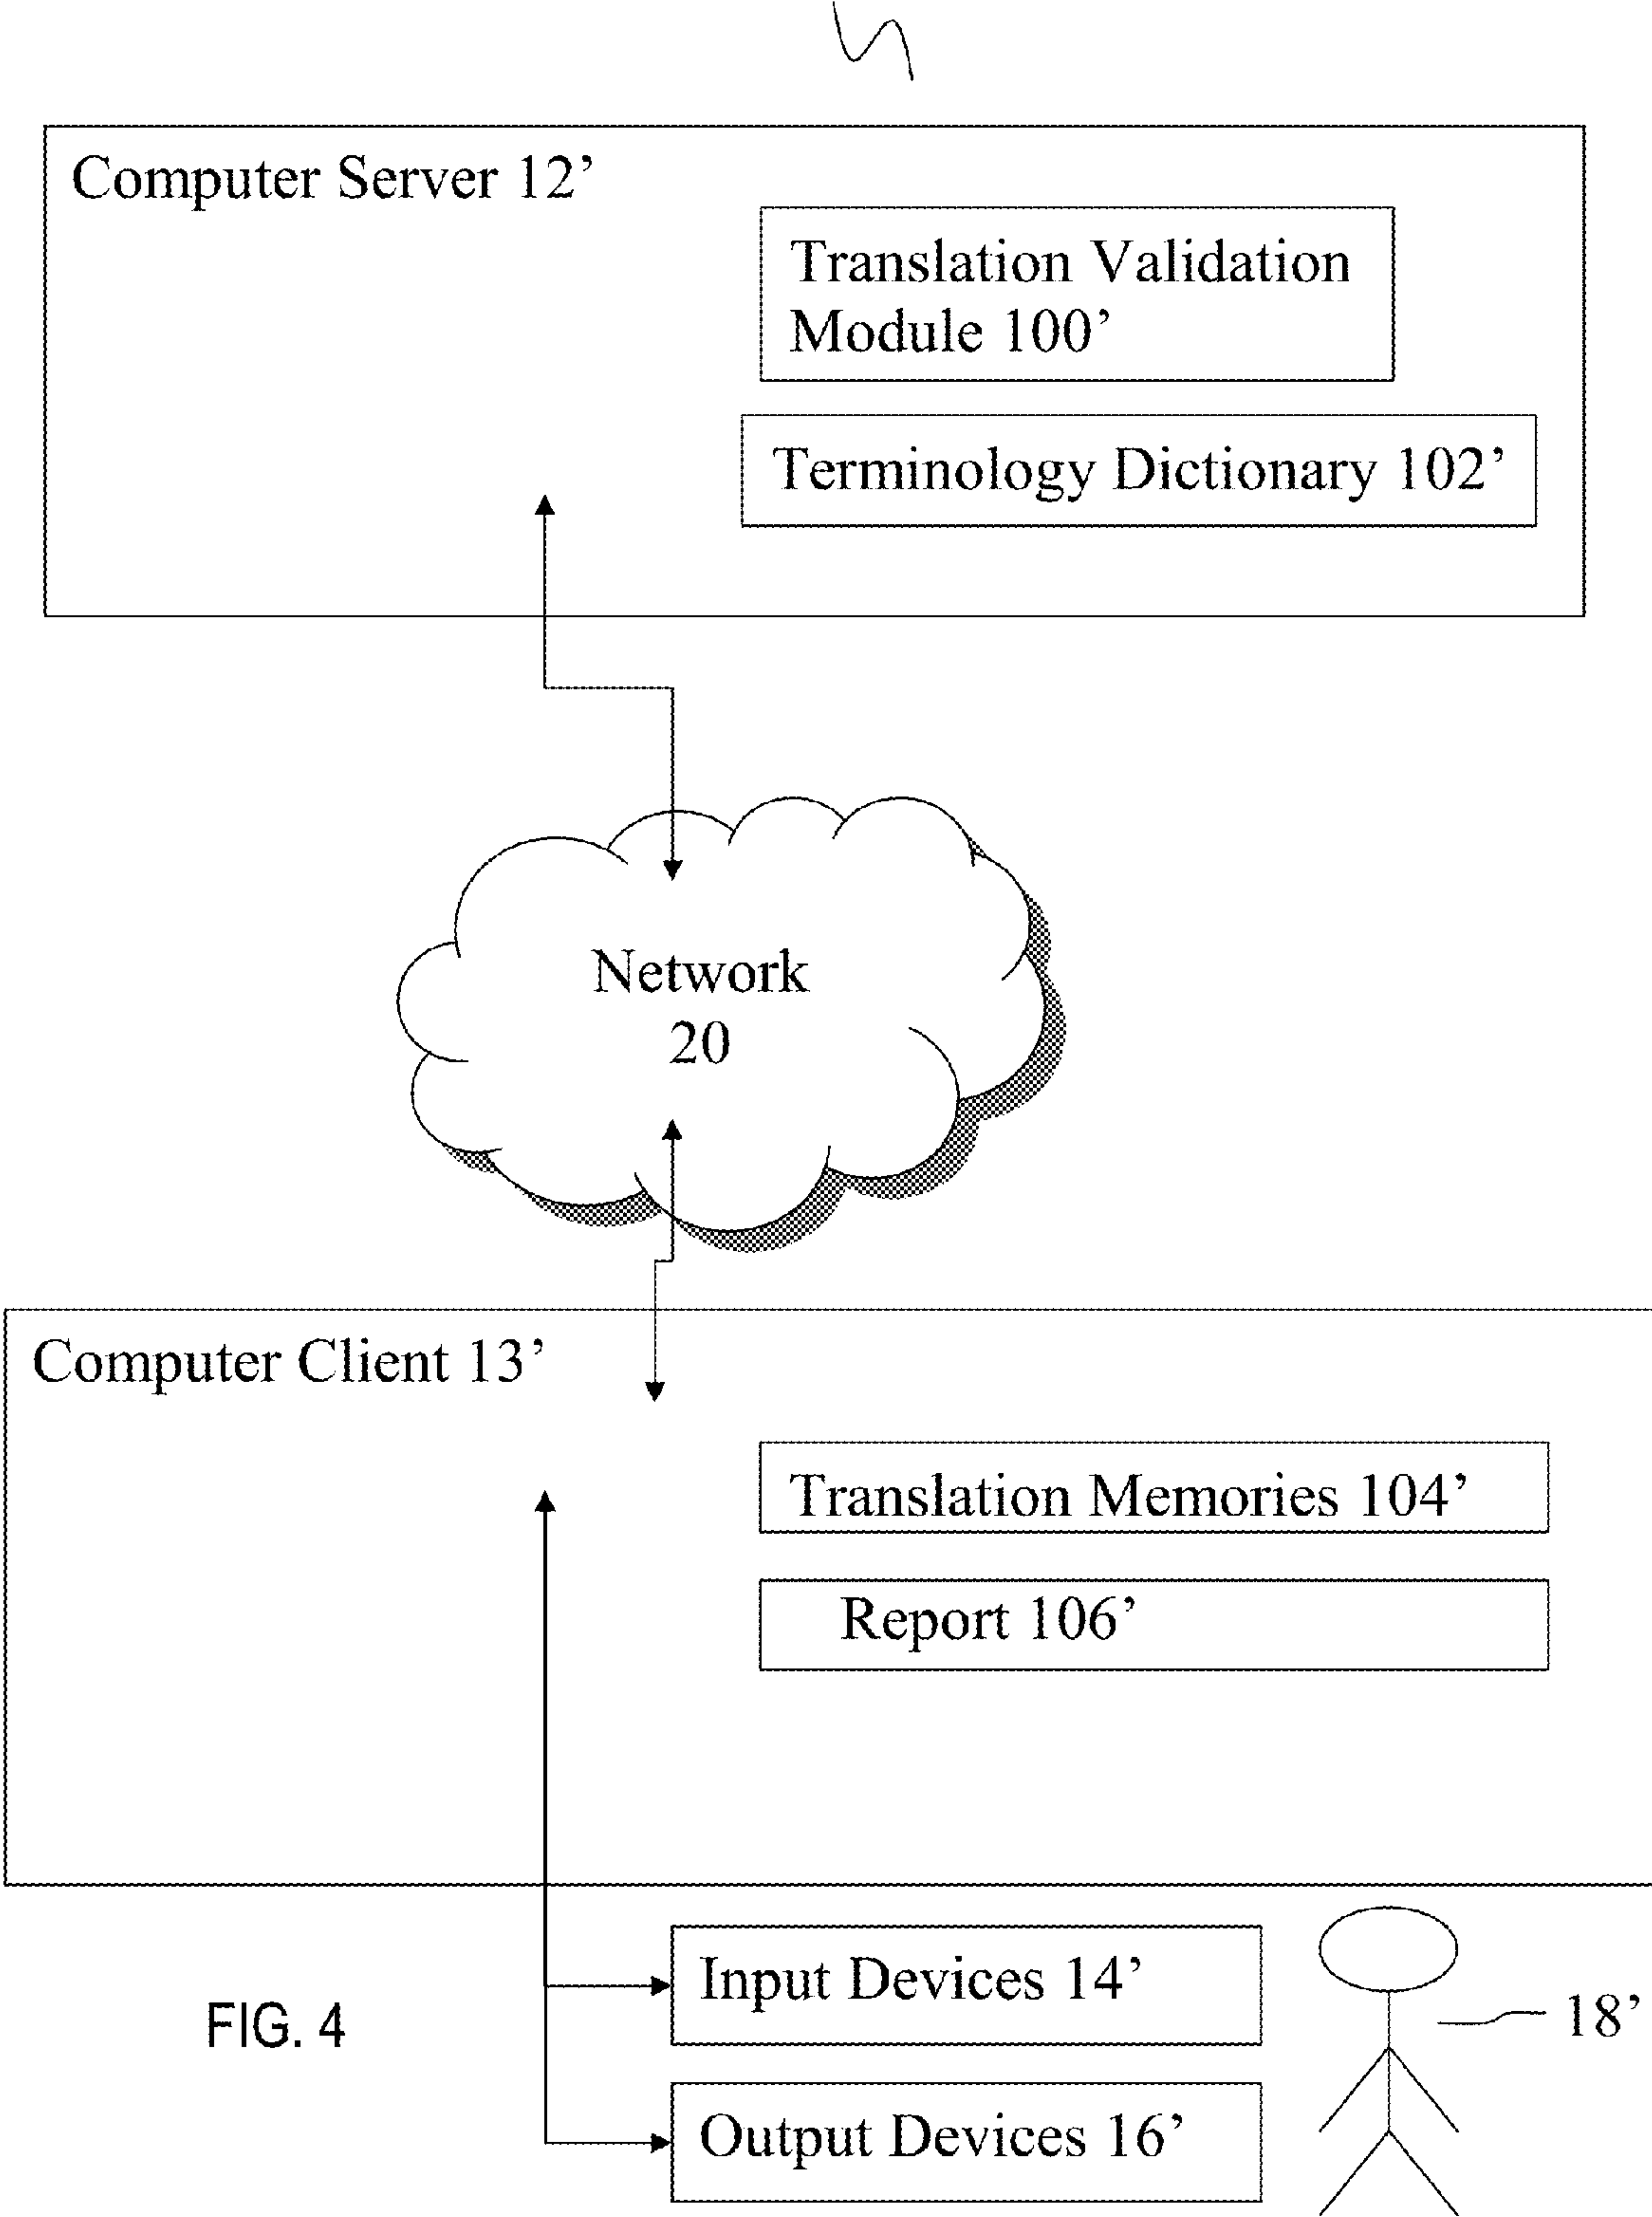 Computer Server 12’
Translation Validation
Module 100’
Terminology Dictionary 102’
Network
20
Computer Client 13’
Translation Memories 104’
Report 106’
Input Devices 14’
18’
FIG. 4
Output Devices 16’